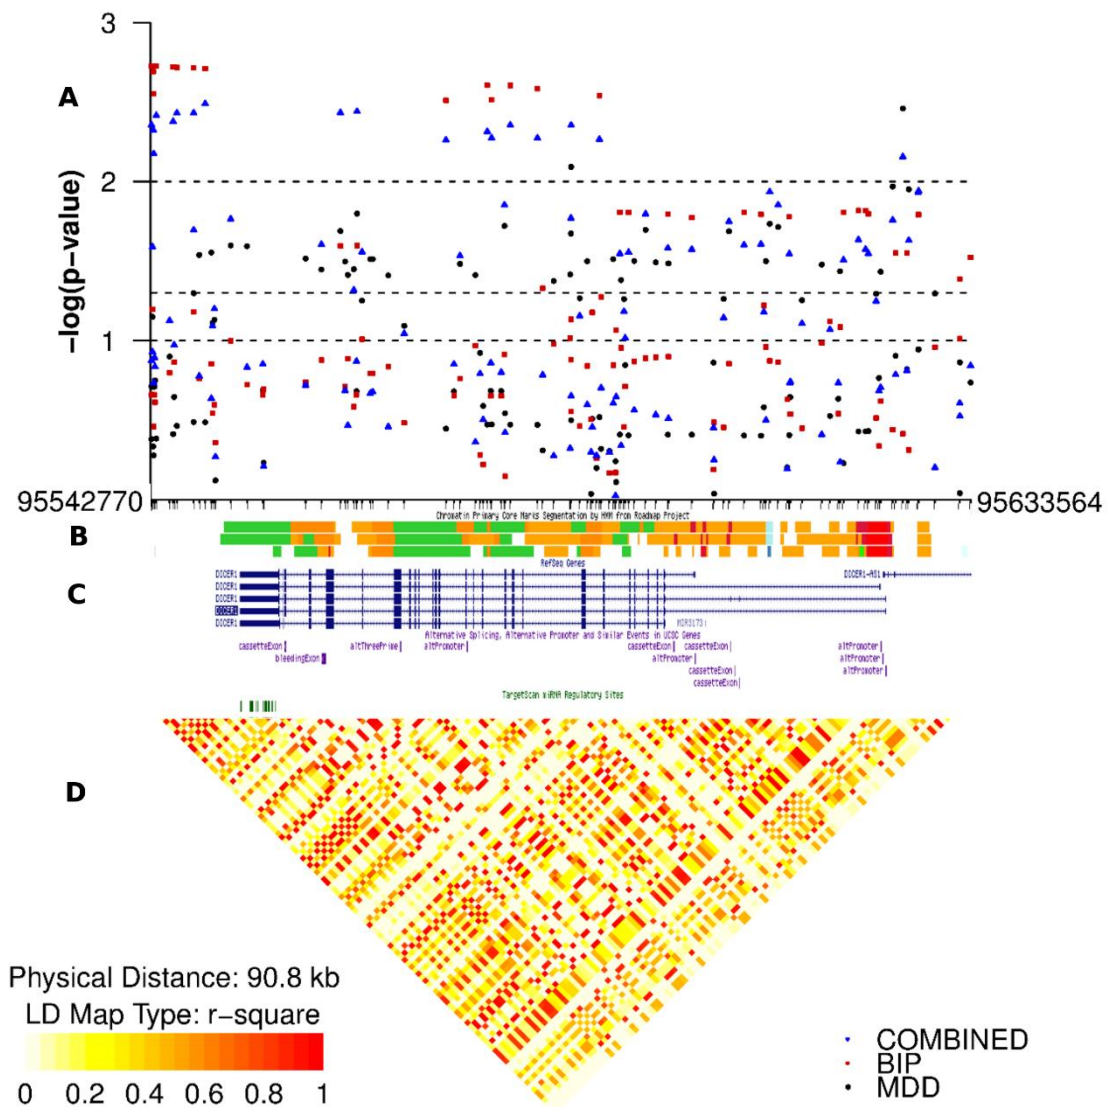 3
A
2
-log(p-value)
1
95542770
95633564
Chromatin Primary Core Marks Segmentation by HMM from Roadmap Project
B
RefSeq Genes
DICER1
DICER1-AS1
DICER1
C
DICER1
DICER1
DICER1
MIR3173
Alternative Splicing, Alternative Promoter and Similar Events in UCSC Genes
cassetteExon altThreePrime altPromoter cassetteExon cassetteExon altPromoter
bleedingExon altPromoter altPromoter
cassetteExon altPromoter
cassetteExon
TargetScan miRNA Regulatory Sites
D
Physical Distance: 90.8 kb
LD Map Type: r-square
0 0.2 0.4 0.6 0.8 1
COMBINED
BIP
MDD